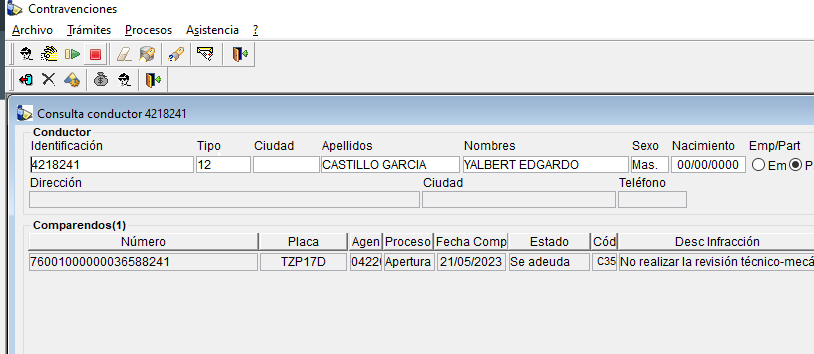 Contravenciones
Archivo Trámites Procesos Asistencia ?
Consulta conductor 4218241
Conductor
Identificación Tipo Ciudad Apellidos Nombres Sexo Nacimiento Emp/Part
4218241 12 CASTILLO GARCIA YALBERT EDGARDO Mas. 00/00/0000 Em P
Dirección Ciudad Teléfono
Comparendos(1)
Número Placa Agen Proceso Fecha Comp Estado Cód Desc Infracción
76001000000036588241 TZP17D 0422 Apertura 21/05/2023 Se adeuda C35 No realizar la revisión técnico-mecá